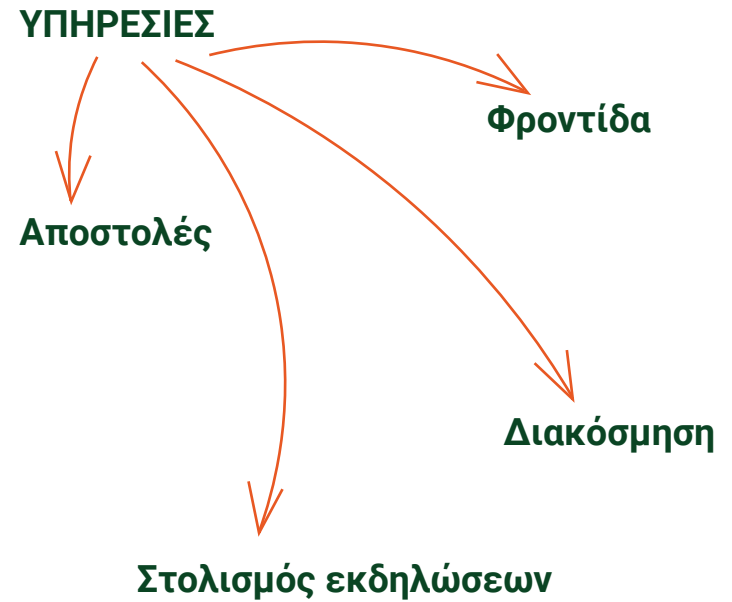 ΥΠΗΡΕΣΙΕΣ
Φροντίδα
Αποστολές
Διακόσμηση
Στολισμός εκδηλώσεων